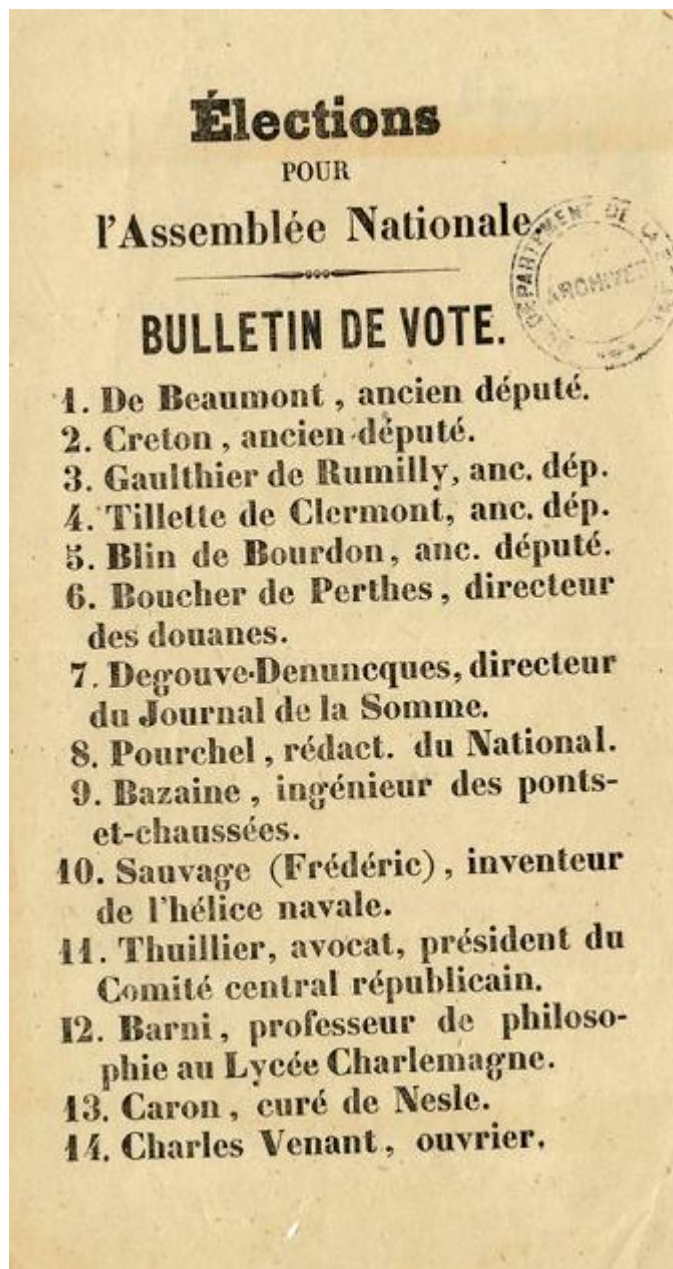 Élections
POUR
l'Assemblée Nationale.
BULLETIN DE VOTE.
DÉPARTEMENT DE LA
ARCHIVES
1. De Beaumont, ancien député.
2. Creton, ancien député.
3. Gaulthier de Rumilly, anc. dép.
4. Tillette de Clermont, anc. dép.
5. Blin de Bourdon, anc. député.
6. Boucher de Perthes, directeur
des douanes.
7. Degouve-Denuncques, directeur
du Journal de la Somme.
8. Pourchel, rédact. du National.
9. Bazaine, ingénieur des ponts-
et-chaussées.
10. Sauvage (Frédéric), inventeur
de l'hélice navale.
11. Thuillier, avocat, président du
Comité central républicain.
12. Barni, professeur de philoso-
phie au Lycée Charlemagne.
13. Caron, curé de Nesle.
14. Charles Venant, ouvrier.